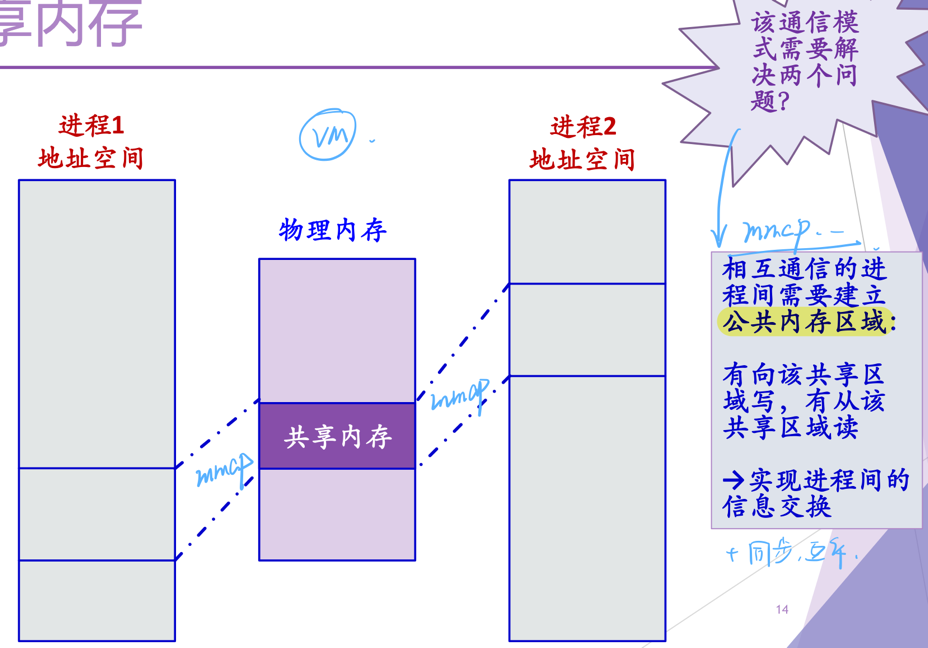 享内存
该通信模
式需要解
决两个问
题?
进程1
地址空间
VM
进程2
地址空间
物理内存
mmap
相互通信的进
程间需要建立
公共内存区域:
有向该共享区
域写，有从该
共享区域读
→实现进程间的
信息交换
共享内存
mmap
mmap
+同步.互斥.
14